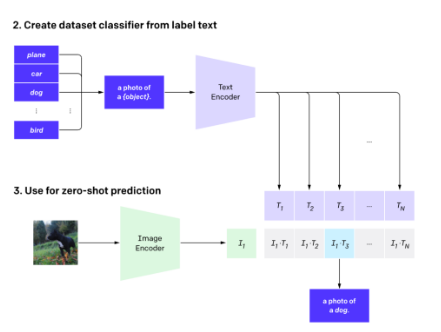 2. Create dataset classifier from label text
plane
car
dog
⋮
⋮
bird
a photo of
a {object}.
Text
Encoder
...
3. Use for zero-shot prediction
T1
T2
T3
...
TN
Image
Encoder
I1
I1·T1
I1·T2
I1·T3
...
I1·TN
a photo of
a dog.